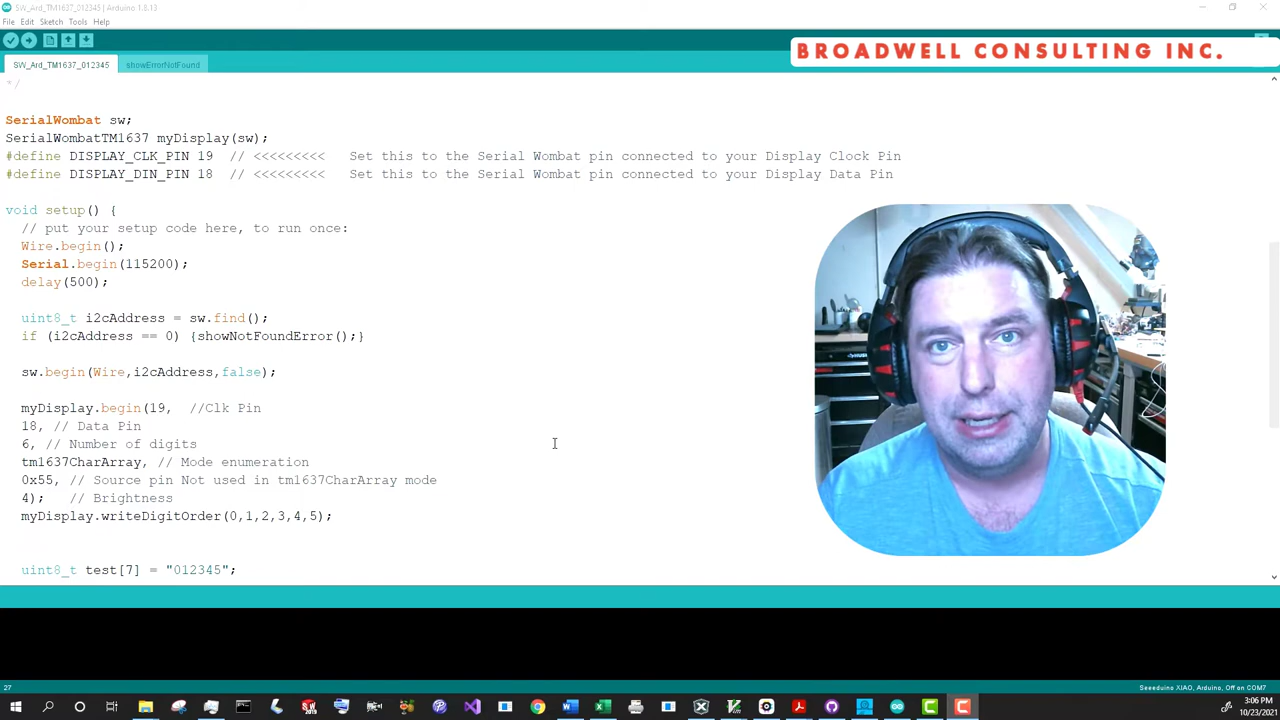 SW_Ard_TM1637_012345 | Arduino 1.8.13
File Edit Sketch Tools Help
BROADWELL CONSULTING INC.
SW_Ard_TM1637_012345 showErrorNotFound
*/
SerialWombat sw;
SerialWombatTM1637 myDisplay(sw);
#define DISPLAY_CLK_PIN 19 // <<<<<<<<< Set this to the Serial Wombat pin connected to your Display Clock Pin
#define DISPLAY_DIN_PIN 18 // <<<<<<<<< Set this to the Serial Wombat pin connected to your Display Data Pin
void setup() {
// put your setup code here, to run once:
Wire.begin();
Serial.begin(115200);
delay(500);
uint8_t i2cAddress = sw.find();
if (i2cAddress == 0) {showNotFoundError();}
sw.begin(Wire,i2cAddress,false);
myDisplay.begin(19, //Clk Pin
18, // Data Pin
6, // Number of digits
tm1637CharArray, // Mode enumeration
0x55, // Source pin Not used in tm1637CharArray mode
4); // Brightness
myDisplay.writeDigitOrder(0,1,2,3,4,5);
uint8_t test[7] = "012345";
27
Seeeduino XIAO, Arduino, Off on COM7
3:06 PM
10/23/2021